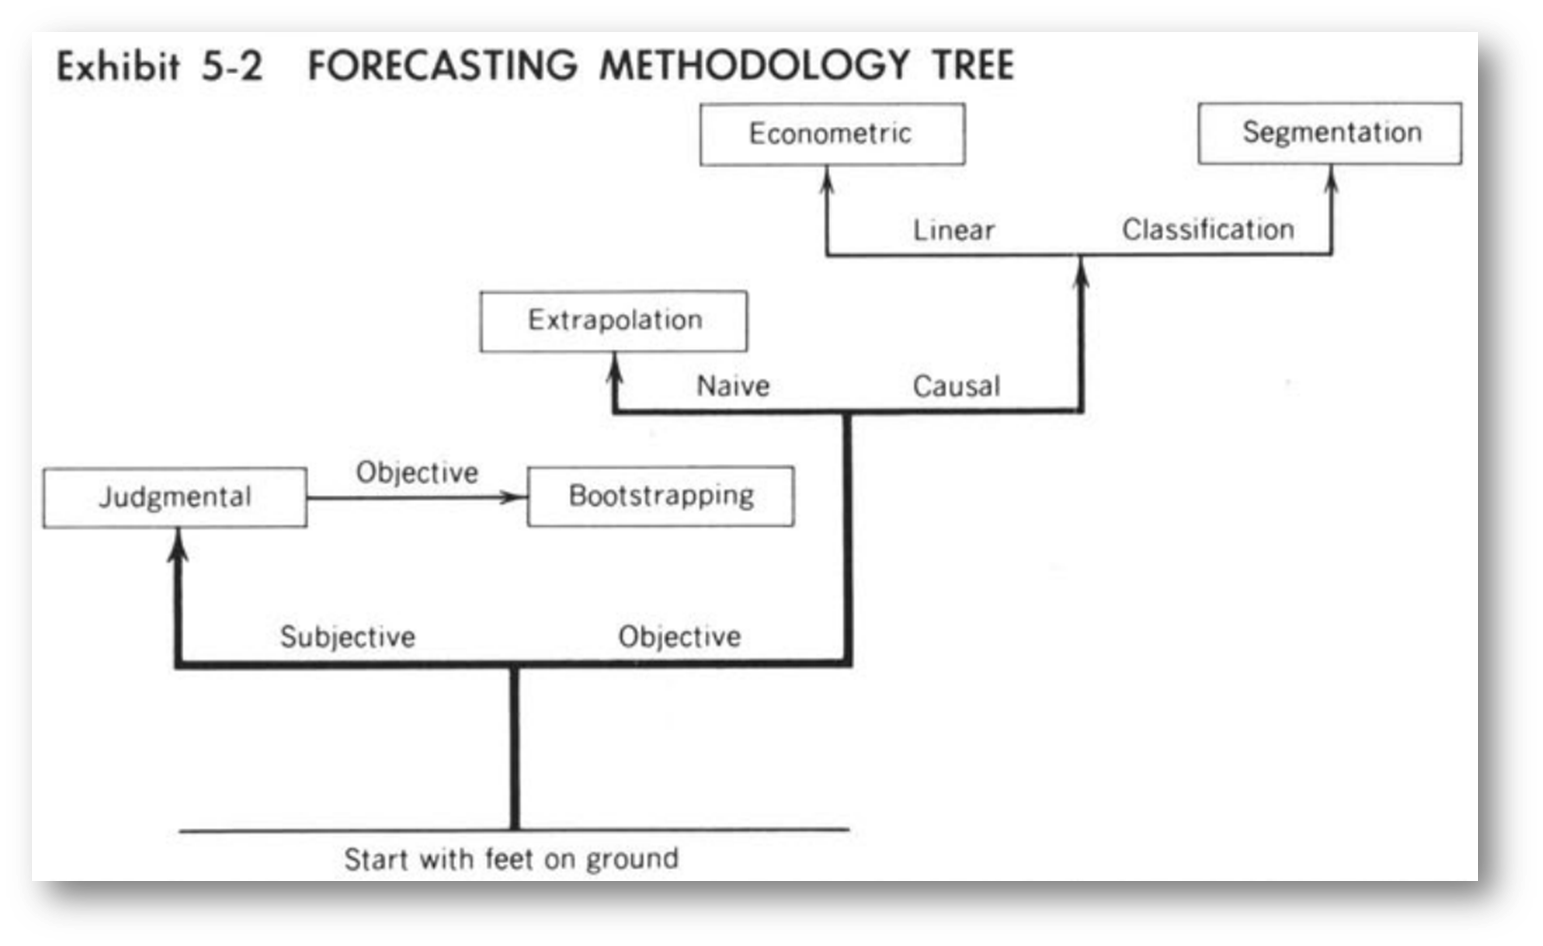 Exhibit 5-2 FORECASTING METHODOLOGY TREE
Econometric
Segmentation
Linear
Classification
Extrapolation
Naive
Causal
Judgmental
Objective
Bootstrapping
Subjective
Objective
Start with feet on ground